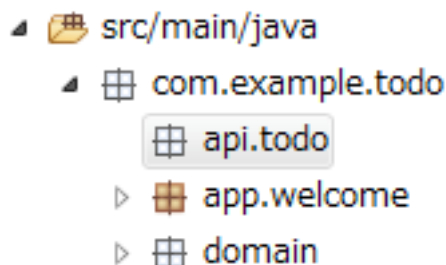 src/main/java
com.example.todo
api.todo
app.welcome
domain